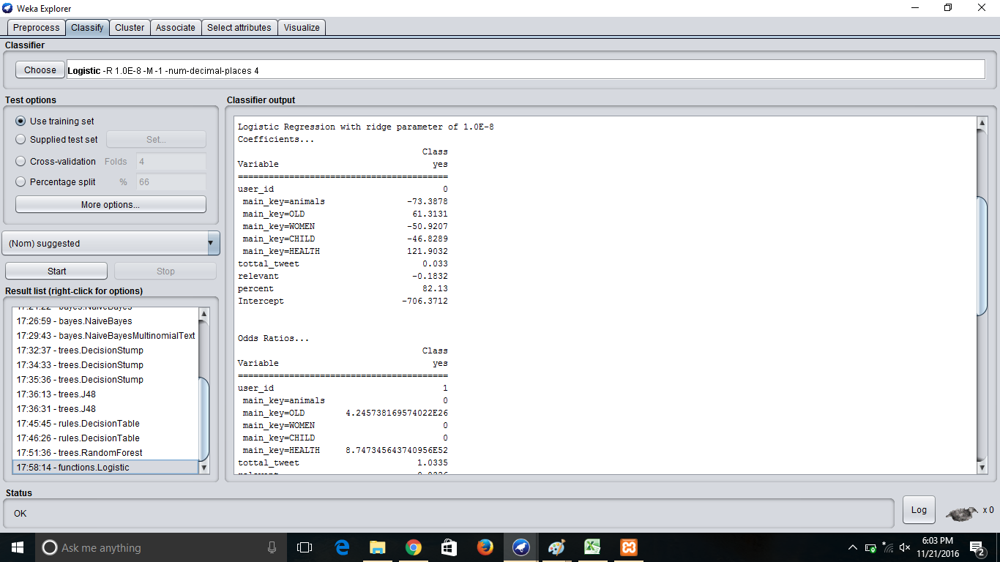 Weka Explorer
Preprocess Classify Cluster Associate Select attributes Visualize
Classifier
Choose Logistic -R 1.0E-8 -M -1 -num-decimal-places 4
Test options
Use training set
Supplied test set Set...
Cross-validation Folds 4
Percentage split % 66
More options...
(Nom) suggested
Start Stop
Result list (right-click for options)
17:26:59 - bayes.NaiveBayes
17:29:43 - bayes.NaiveBayesMultinomialText
17:32:37 - trees.DecisionStump
17:34:33 - trees.DecisionStump
17:35:36 - trees.DecisionStump
17:36:13 - trees.J48
17:36:31 - trees.J48
17:45:45 - rules.DecisionTable
17:46:26 - rules.DecisionTable
17:51:36 - trees.RandomForest
17:58:14 - functions.Logistic
Classifier output
Logistic Regression with ridge parameter of 1.0E-8
Coefficients...
Class
Variable yes
=========================================
user_id 0
main_key=animals -73.3878
main_key=OLD 61.3131
main_key=WOMEN -50.9207
main_key=CHILD -46.8289
main_key=HEALTH 121.9032
tottal_tweet 0.033
relevant -0.1832
percent 82.13
Intercept -706.3712
Odds Ratios...
Class
Variable yes
=========================================
user_id 1
main_key=animals 0
main_key=OLD 4.245738169574022E26
main_key=WOMEN 0
main_key=CHILD 0
main_key=HEALTH 8.747345643740956E52
tottal_tweet 1.0335
Status
OK
Log x 0
Ask me anything
6:03 PM
11/21/2016
2